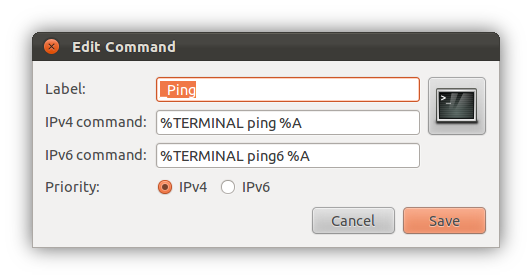 Edit Command
Label: _Ping
IPv4 command: %TERMINAL ping %A
IPv6 command: %TERMINAL ping6 %A
Priority: IPv4 IPv6
Cancel Save